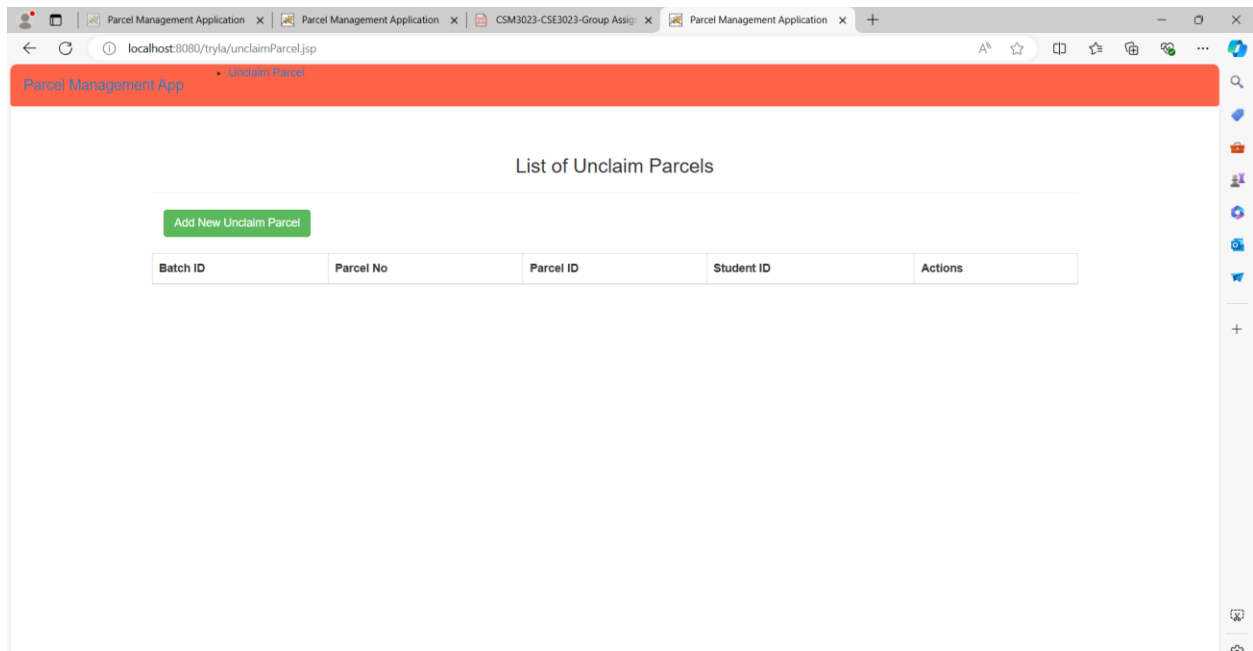 Parcel Management Application
Parcel Management Application
CSM3023-CSE3023-Group Assig
Parcel Management Application
localhost:8080/tryla/unclaimParcel.jsp
Unclaim Parcel
Parcel Management App
List of Unclaim Parcels
Add New Unclaim Parcel
Batch ID Parcel No Parcel ID Student ID Actions